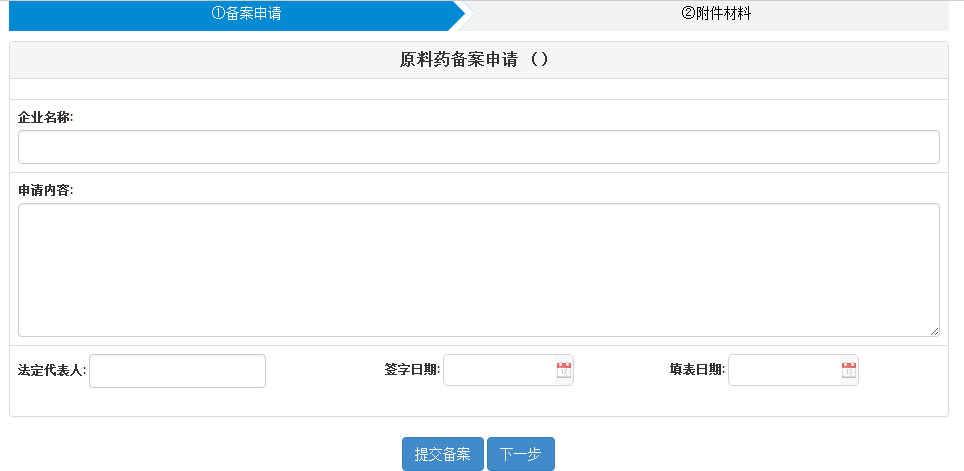 ①备案申请 ②附件材料
原料药备案申请 （）
企业名称:
申请内容:
法定代表人: 签字日期: 填表日期:
提交备案 下一步